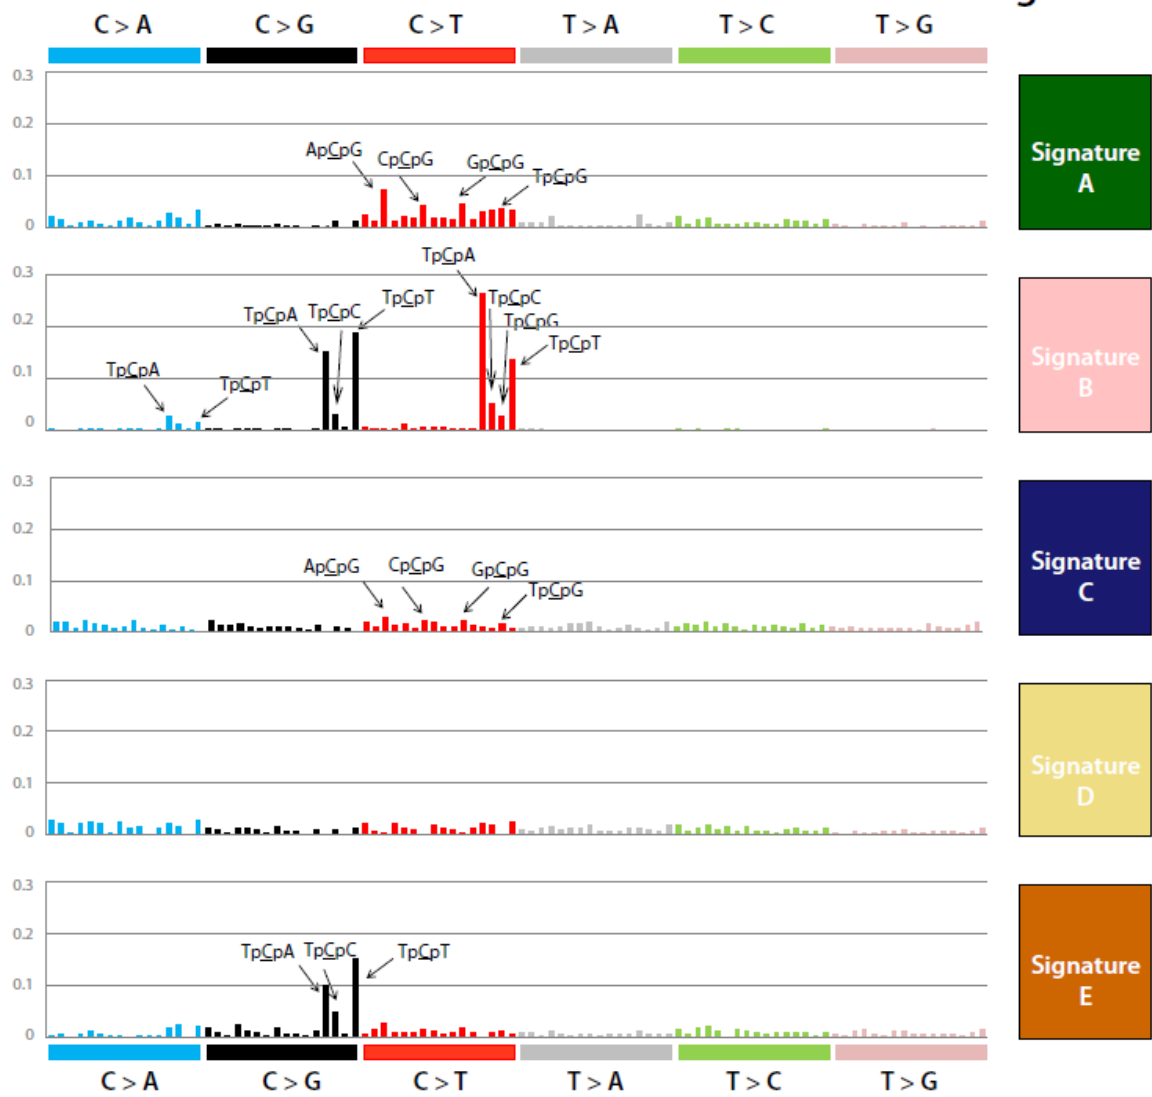 C > A C > G C > T T > A T > C T > G
0.3
0.2
0.1
0
ApCpG
CpCpG
GpCpG
TpCpG
Signature
A
0.3
0.2
0.1
0
TpCpA
TpCpT
TpCpA
TpCpC
TpCpT
TpCpA
TpCpC
TpCpG
TpCpT
Signature
B
0.3
0.2
0.1
0
ApCpG
CpCpG
GpCpG
TpCpG
Signature
C
0.3
0.2
0.1
0
Signature
D
0.3
0.2
0.1
0
TpCpA
TpCpC
TpCpT
Signature
E
C > A C > G C > T T > A T > C T > G